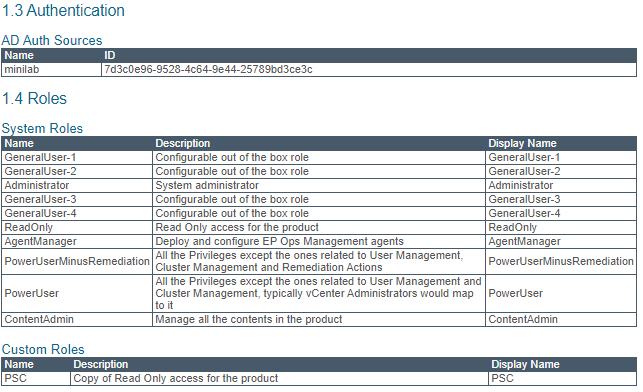 1.3 Authentication
AD Auth Sources
Name ID
minilab 7d3c0e96-9528-4c64-9e44-25789bd3ce3c
1.4 Roles
System Roles
Name Description Display Name
GeneralUser-1 Configurable out of the box role GeneralUser-1
GeneralUser-2 Configurable out of the box role GeneralUser-2
Administrator System administrator Administrator
GeneralUser-3 Configurable out of the box role GeneralUser-3
GeneralUser-4 Configurable out of the box role GeneralUser-4
ReadOnly Read Only access for the product ReadOnly
AgentManager Deploy and configure EP Ops Management agents AgentManager
PowerUserMinusRemediation All the Privileges except the ones related to User Management, PowerUserMinusRemediation
Cluster Management and Remediation Actions
All the Privileges except the ones related to User Management and
PowerUser Cluster Management, typically vCenter Administrators would map PowerUser
to it
ContentAdmin Manage all the contents in the product ContentAdmin
Custom Roles
Name Description Display Name
PSC Copy of Read Only access for the product PSC